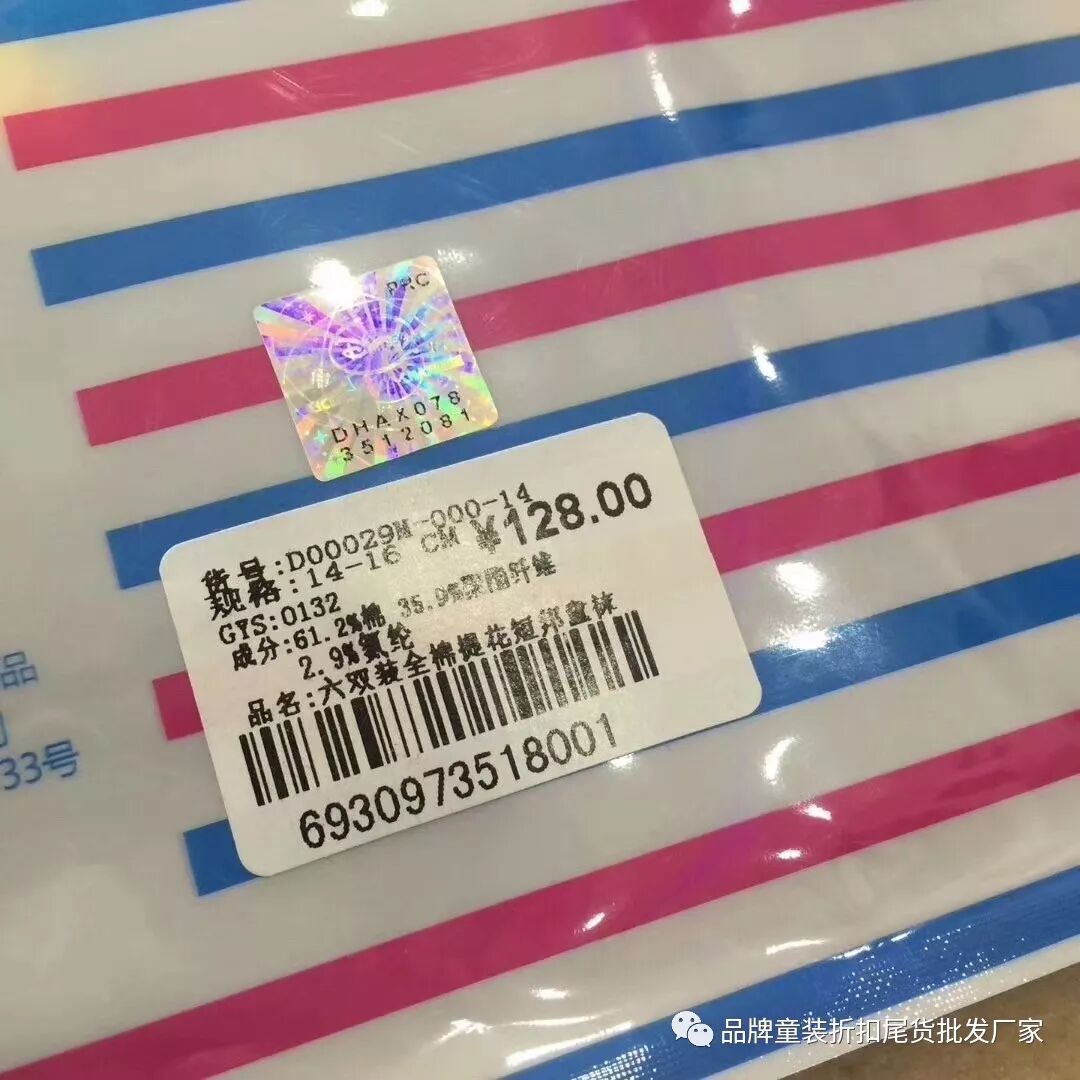 PRC
DHAX078
3512081
货号:D00029M-000-14
规格:14-16 CM ¥128.00
GYS:0132
成分:61.2%棉 35.9%聚酯纤维
2.9%氨纶
品名:六双装全棉提花短邦盒袜
6930973518001
品
33号
品牌童装折扣尾货批发厂家